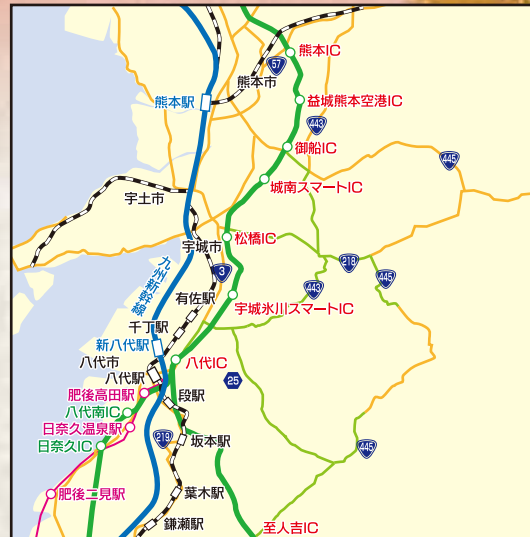 熊本IC
57
熊本市
熊本駅
益城熊本空港IC
443
御船IC
445
城南スマートIC
宇土市
松橋IC
宇城市
218
3
445
九州新幹線
443
有佐駅
宇城氷川スマートIC
千丁駅
新八代駅
八代市
八代IC
八代駅
25
肥後高田駅
段駅
八代南IC
日奈久温泉駅
219
坂本駅
日奈久IC
445
肥後二見駅
葉木駅
鎌瀬駅
至人吉IC